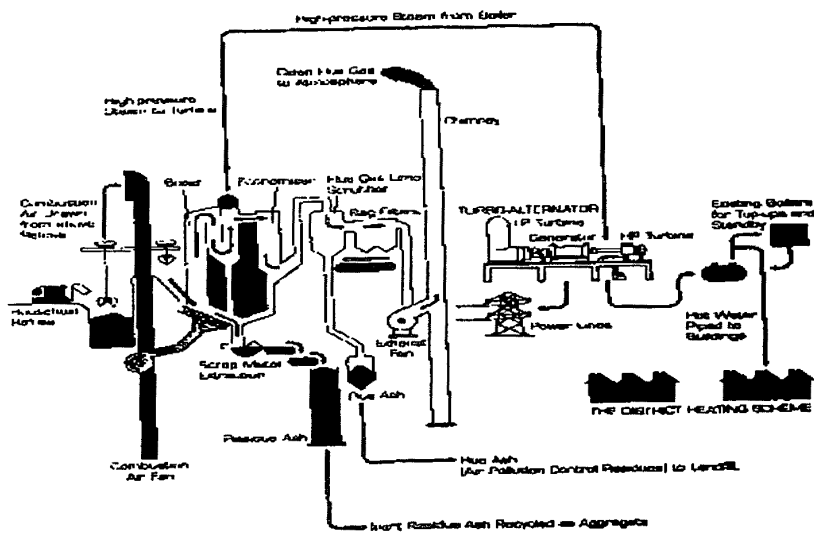 High-pressure Steam from Boiler
Clean Flue Gas
to Atmosphere
High-pressure
Steam to Turbine
Chimney
Boiler
Economiser
Flue Gas Lime
Scrubber
Combustion
Air Drawn
from above
Refuse
Bag Filters
TURBO-ALTERNATOR
LP Turbine
Generator
HP Turbine
Existing Boilers
for Top-ups and
Standby
Household
Refuse
Exhaust
Fan
Power Lines
Hot Water
Piped to
Buildings
Scrap Metal
Extraction
Flue Ash
THE DISTRICT HEATING SCHEME
Residue Ash
Combustion
Air Fan
Flue Ash
(Air Pollution Control Residues) to Landfill
Inert Residue Ash Recycled as Aggregate